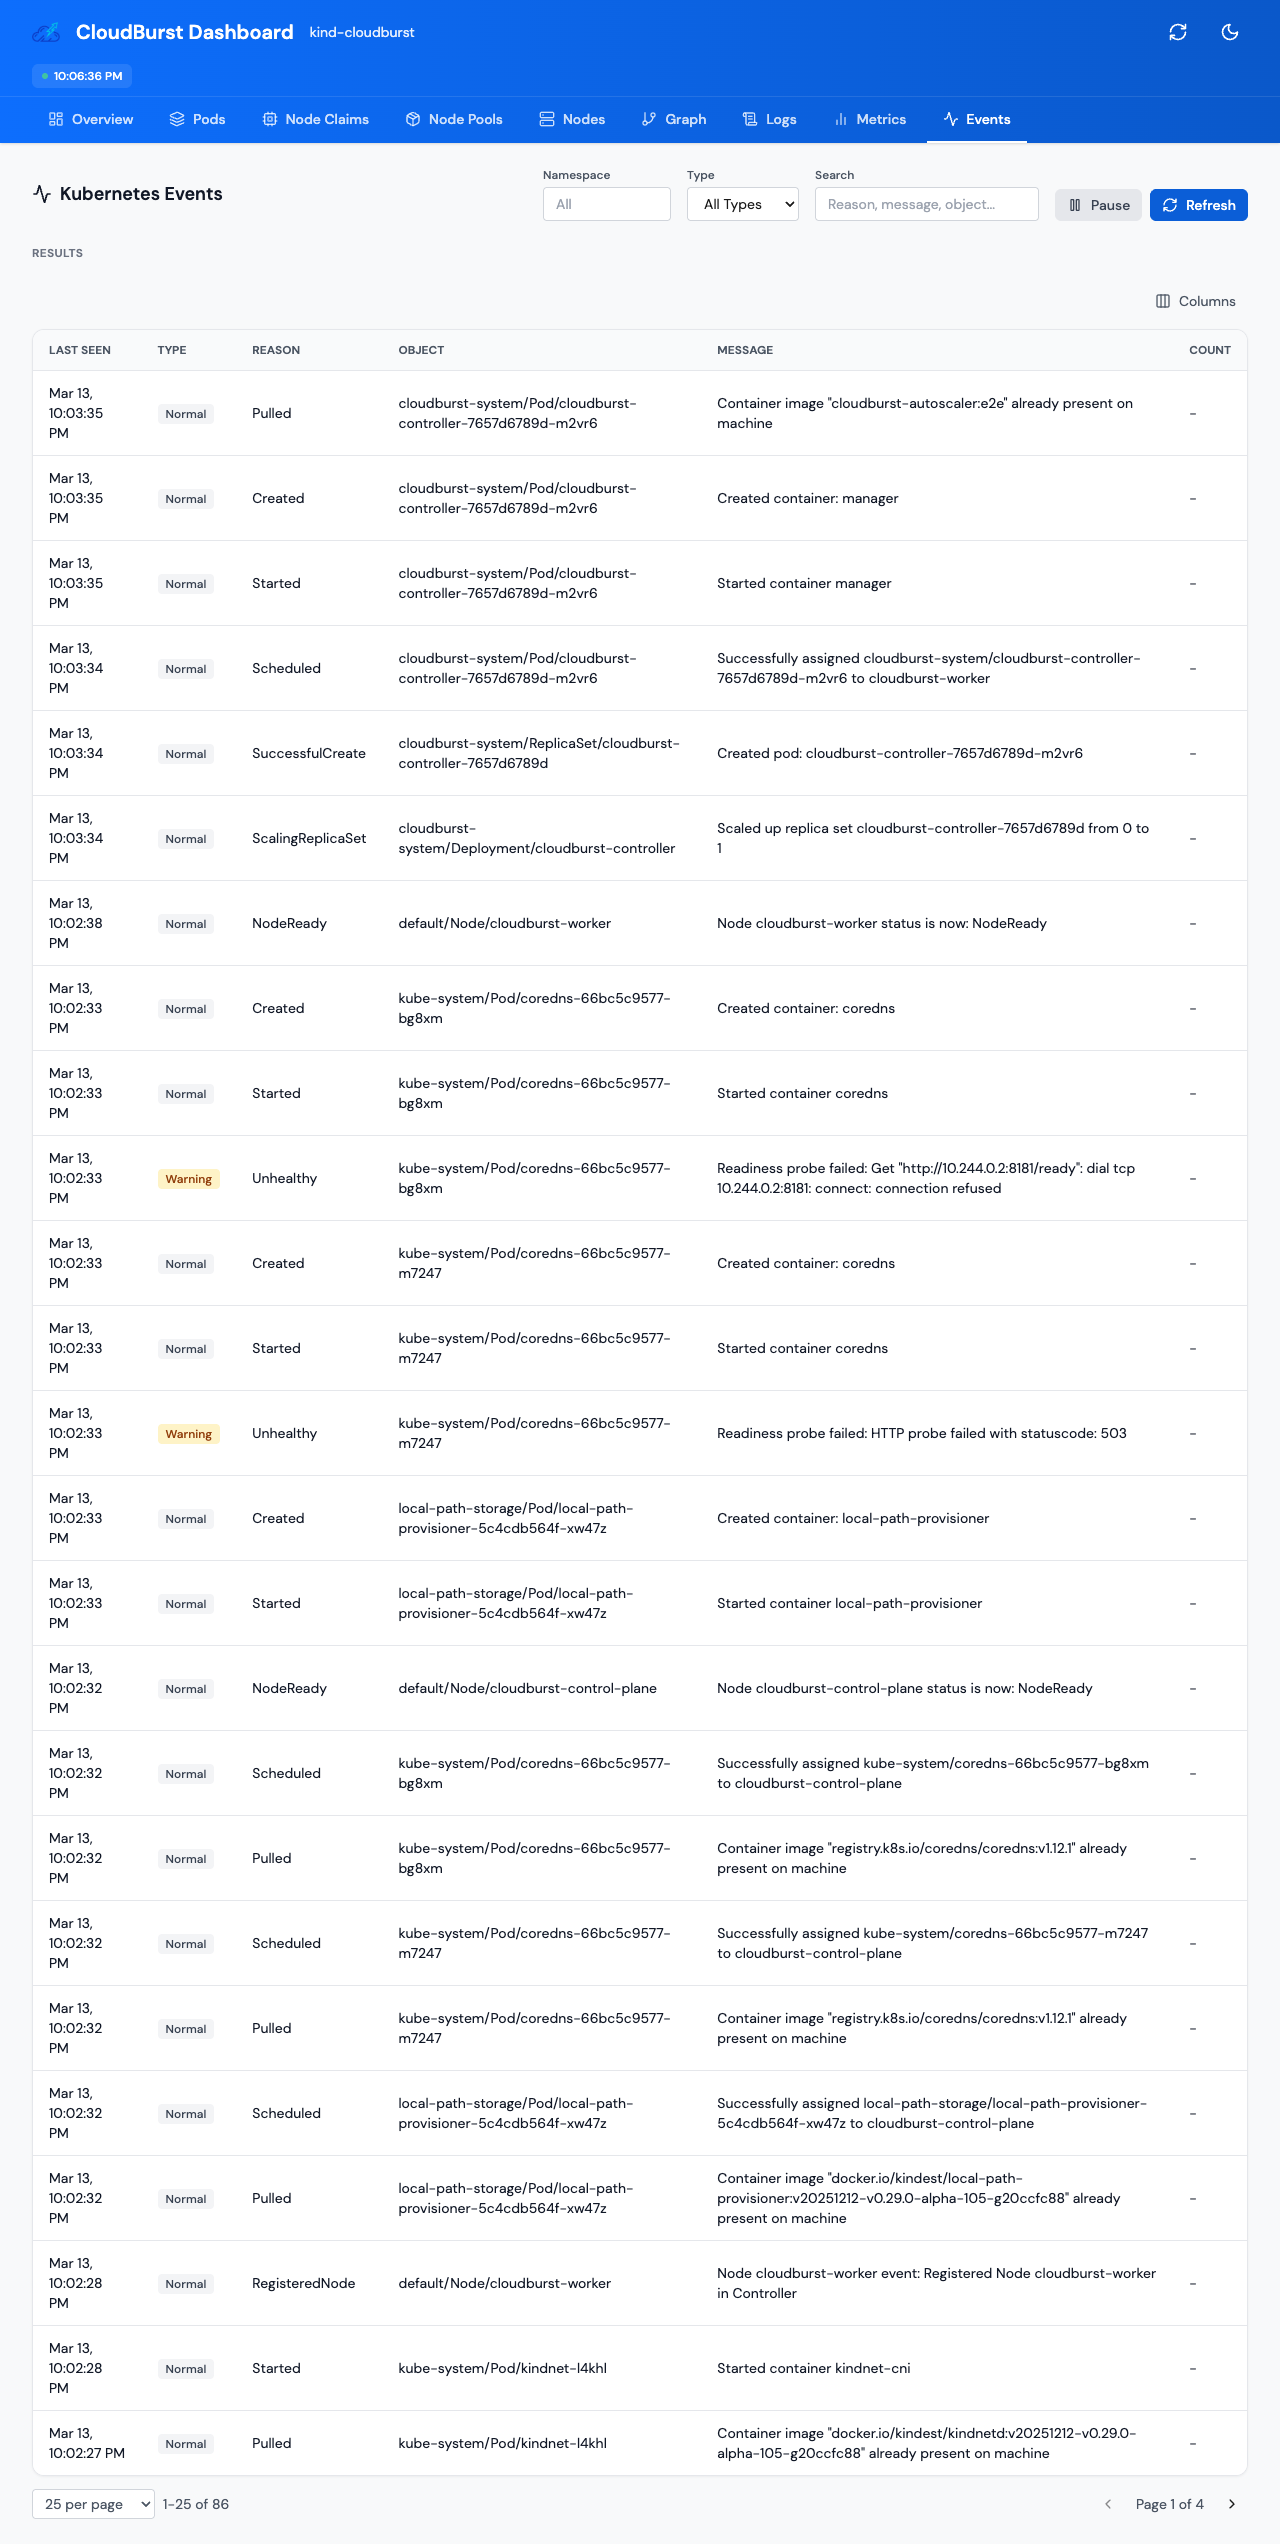 CloudBurst Dashboard kind-cloudburst
10:06:36 PM
Overview Pods Node Claims Node Pools Nodes Graph Logs Metrics Events
Kubernetes Events
Namespace Type Search
All All Types Reason, message, object... Pause Refresh
RESULTS
Columns
LAST SEEN TYPE REASON OBJECT MESSAGE COUNT
Mar 13, 10:03:35 PM Normal Pulled cloudburst-system/Pod/cloudburst-controller-7657d6789d-m2vr6 Container image "cloudburst-autoscaler:e2e" already present on machine -
Mar 13, 10:03:35 PM Normal Created cloudburst-system/Pod/cloudburst-controller-7657d6789d-m2vr6 Created container: manager -
Mar 13, 10:03:35 PM Normal Started cloudburst-system/Pod/cloudburst-controller-7657d6789d-m2vr6 Started container manager -
Mar 13, 10:03:34 PM Normal Scheduled cloudburst-system/Pod/cloudburst-controller-7657d6789d-m2vr6 Successfully assigned cloudburst-system/cloudburst-controller-7657d6789d-m2vr6 to cloudburst-worker -
Mar 13, 10:03:34 PM Normal SuccessfulCreate cloudburst-system/ReplicaSet/cloudburst-controller-7657d6789d Created pod: cloudburst-controller-7657d6789d-m2vr6 -
Mar 13, 10:03:34 PM Normal ScalingReplicaSet cloudburst-system/Deployment/cloudburst-controller Scaled up replica set cloudburst-controller-7657d6789d from 0 to 1 -
Mar 13, 10:02:38 PM Normal NodeReady default/Node/cloudburst-worker Node cloudburst-worker status is now: NodeReady -
Mar 13, 10:02:33 PM Normal Created kube-system/Pod/coredns-66bc5c9577-bg8xm Created container: coredns -
Mar 13, 10:02:33 PM Normal Started kube-system/Pod/coredns-66bc5c9577-bg8xm Started container coredns -
Mar 13, 10:02:33 PM Warning Unhealthy kube-system/Pod/coredns-66bc5c9577-bg8xm Readiness probe failed: Get "http://10.244.0.2:8181/ready": dial tcp 10.244.0.2:8181: connect: connection refused -
Mar 13, 10:02:33 PM Normal Created kube-system/Pod/coredns-66bc5c9577-m7247 Created container: coredns -
Mar 13, 10:02:33 PM Normal Started kube-system/Pod/coredns-66bc5c9577-m7247 Started container coredns -
Mar 13, 10:02:33 PM Warning Unhealthy kube-system/Pod/coredns-66bc5c9577-m7247 Readiness probe failed: HTTP probe failed with statuscode: 503 -
Mar 13, 10:02:33 PM Normal Created local-path-storage/Pod/local-path-provisioner-5c4cdb564f-xw47z Created container: local-path-provisioner -
Mar 13, 10:02:33 PM Normal Started local-path-storage/Pod/local-path-provisioner-5c4cdb564f-xw47z Started container local-path-provisioner -
Mar 13, 10:02:32 PM Normal NodeReady default/Node/cloudburst-control-plane Node cloudburst-control-plane status is now: NodeReady -
Mar 13, 10:02:32 PM Normal Scheduled kube-system/Pod/coredns-66bc5c9577-bg8xm Successfully assigned kube-system/coredns-66bc5c9577-bg8xm to cloudburst-control-plane -
Mar 13, 10:02:32 PM Normal Pulled kube-system/Pod/coredns-66bc5c9577-bg8xm Container image "registry.k8s.io/coredns/coredns:v1.12.1" already present on machine -
Mar 13, 10:02:32 PM Normal Scheduled kube-system/Pod/coredns-66bc5c9577-m7247 Successfully assigned kube-system/coredns-66bc5c9577-m7247 to cloudburst-control-plane -
Mar 13, 10:02:32 PM Normal Pulled kube-system/Pod/coredns-66bc5c9577-m7247 Container image "registry.k8s.io/coredns/coredns:v1.12.1" already present on machine -
Mar 13, 10:02:32 PM Normal Scheduled local-path-storage/Pod/local-path-provisioner-5c4cdb564f-xw47z Successfully assigned local-path-storage/local-path-provisioner-5c4cdb564f-xw47z to cloudburst-control-plane -
Mar 13, 10:02:32 PM Normal Pulled local-path-storage/Pod/local-path-provisioner-5c4cdb564f-xw47z Container image "docker.io/kindest/local-path-provisioner:v20251212-v0.29.0-alpha-105-g20ccfc88" already present on machine -
Mar 13, 10:02:28 PM Normal RegisteredNode default/Node/cloudburst-worker Node cloudburst-worker event: Registered Node cloudburst-worker in Controller -
Mar 13, 10:02:28 PM Normal Started kube-system/Pod/kindnet-l4khl Started container kindnet-cni -
Mar 13, 10:02:27 PM Normal Pulled kube-system/Pod/kindnet-l4khl Container image "docker.io/kindest/kindnetd:v20251212-v0.29.0-alpha-105-g20ccfc88" already present on machine -
25 per page 1-25 of 86 Page 1 of 4